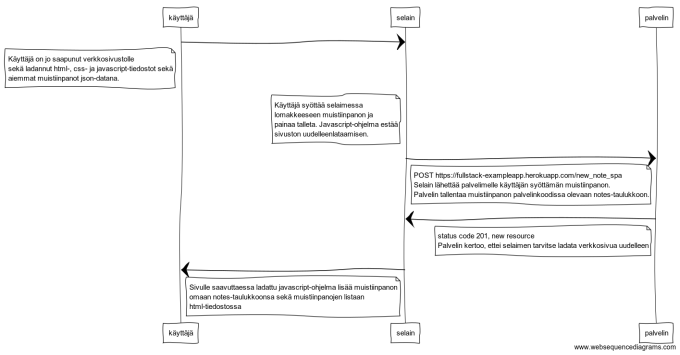 käyttäjä
selain
palvelin
Käyttäjä on jo saapunut verkkosivustolle
sekä ladannut html-, css- ja javascript-tiedostot sekä
aiemmat muistiinpanot json-datana.
Käyttäjä syöttää selaimessa
lomakkeeseen muistiinpanon ja
painaa talleta. Javascript-ohjelma estää
sivuston uudelleenlataamisen.
POST https://fullstack-exampleapp.herokuapp.com/new_note_spa
Selain lähettää palvelimelle käyttäjän syöttämän muistiinpanon.
Palvelin tallentaa muistiinpanon palvelinkoodissa olevaan notes-taulukkoon.
status code 201, new resource
Palvelin kertoo, ettei selaimen tarvitse ladata verkkosivua uudelleen
Sivulle saavuttaessa ladattu javascript-ohjelma lisää muistiinpanon
omaan notes-taulukkoonsa sekä muistiinpanojen listaan
html-tiedostossa
käyttäjä
selain
palvelin
www.websequencediagrams.com